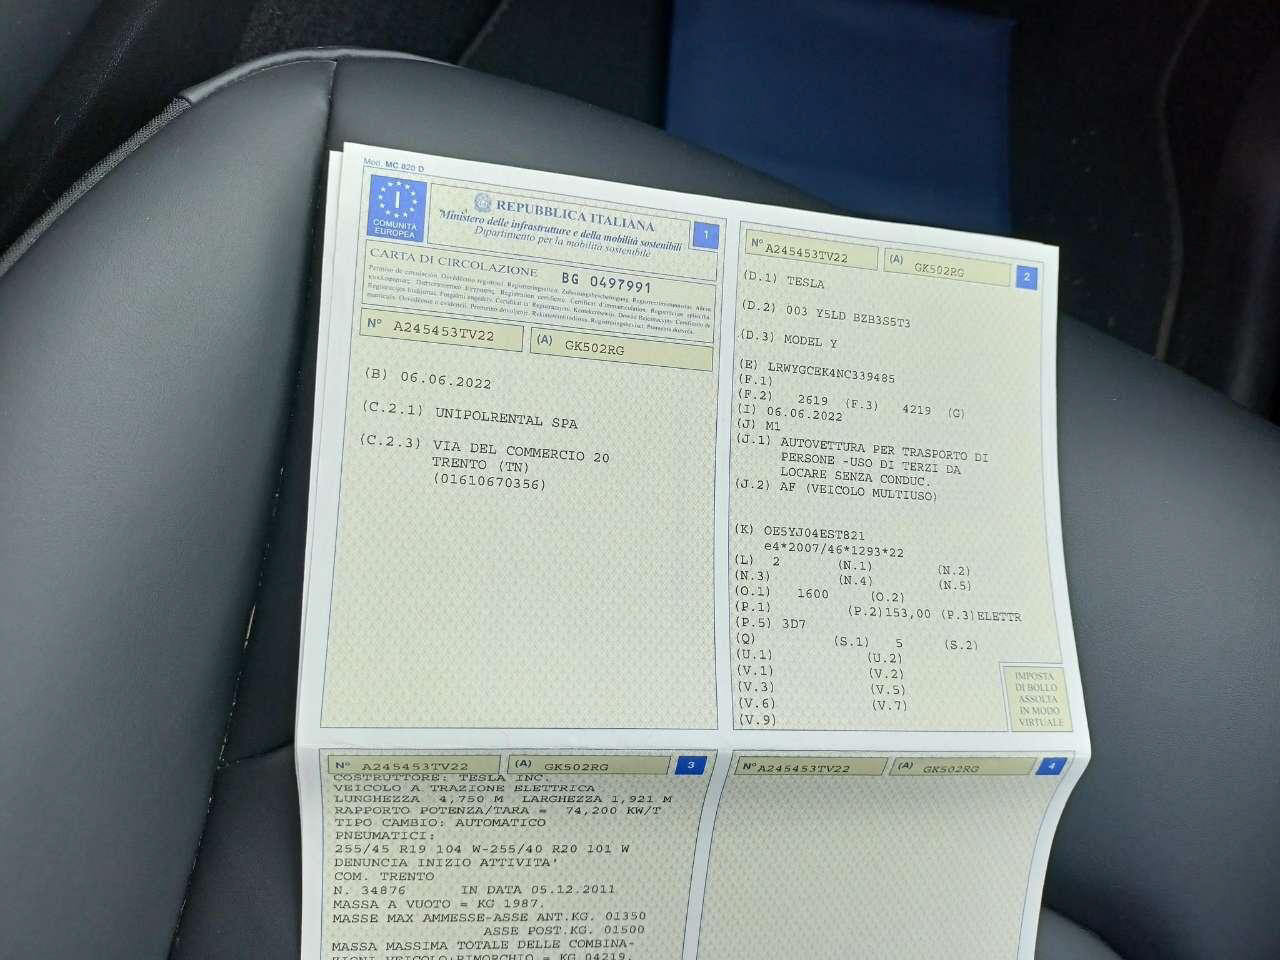 Mod. MC 820 D
I
COMUNITÀ
EUROPEA
REPUBBLICA ITALIANA
Ministero delle infrastrutture e della mobilità sostenibili
Dipartimento per la mobilità sostenibile
1
CARTA DI CIRCOLAZIONE BG 0497991
N° A245453TV22 (A) GK502RG
(B) 06.06.2022
(C.2.1) UNIPOLRENTAL SPA
(C.2.3) VIA DEL COMMERCIO 20
TRENTO (TN)
(01610670356)
N° A245453TV22 (A) GK502RG 2
(D.1) TESLA
(D.2) 003 Y5LD BZB3S5T3
(D.3) MODEL Y
(E) LRWYGCEK4NC339485
(F.1)
(F.2) 2619 (F.3) 4219 (G)
(I) 06.06.2022
(J) M1
(J.1) AUTOVETTURA PER TRASPORTO DI
PERSONE -USO DI TERZI DA
LOCARE SENZA CONDUC.
(J.2) AF (VEICOLO MULTIUSO)
(K) OE5YJ04EST821
e4*2007/46*1293*22
(L) 2 (N.1) (N.2)
(N.3) (N.4) (N.5)
(O.1) 1600 (O.2)
(P.1) (P.2)153,00 (P.3)ELETTR
(P.5) 3D7
(Q) (S.1) 5 (S.2)
(U.1) (U.2)
(V.1) (V.2)
(V.3) (V.5)
(V.6) (V.7)
(V.9)
IMPOSTA
DI BOLLO
ASSOLTA
IN MODO
VIRTUALE
N° A245453TV22 (A) GK502RG 3
COSTRUTTORE: TESLA INC.
VEICOLO A TRAZIONE ELETTRICA
LUNGHEZZA 4,750 M LARGHEZZA 1,921 M
RAPPORTO POTENZA/TARA = 74,200 KW/T
TIPO CAMBIO: AUTOMATICO
PNEUMATICI:
255/45 R19 104 W-255/40 R20 101 W
DENUNCIA INIZIO ATTIVITA'
COM. TRENTO
N. 34876 IN DATA 05.12.2011
MASSA A VUOTO = KG 1987.
MASSE MAX AMMESSE-ASSE ANT.KG. 01350
ASSE POST.KG. 01500
MASSA MASSIMA TOTALE DELLE COMBINA-
ZIONI VEICOLO+RIMORCHIO = KG 04219.
N° A245453TV22 (A) GK502RG 4